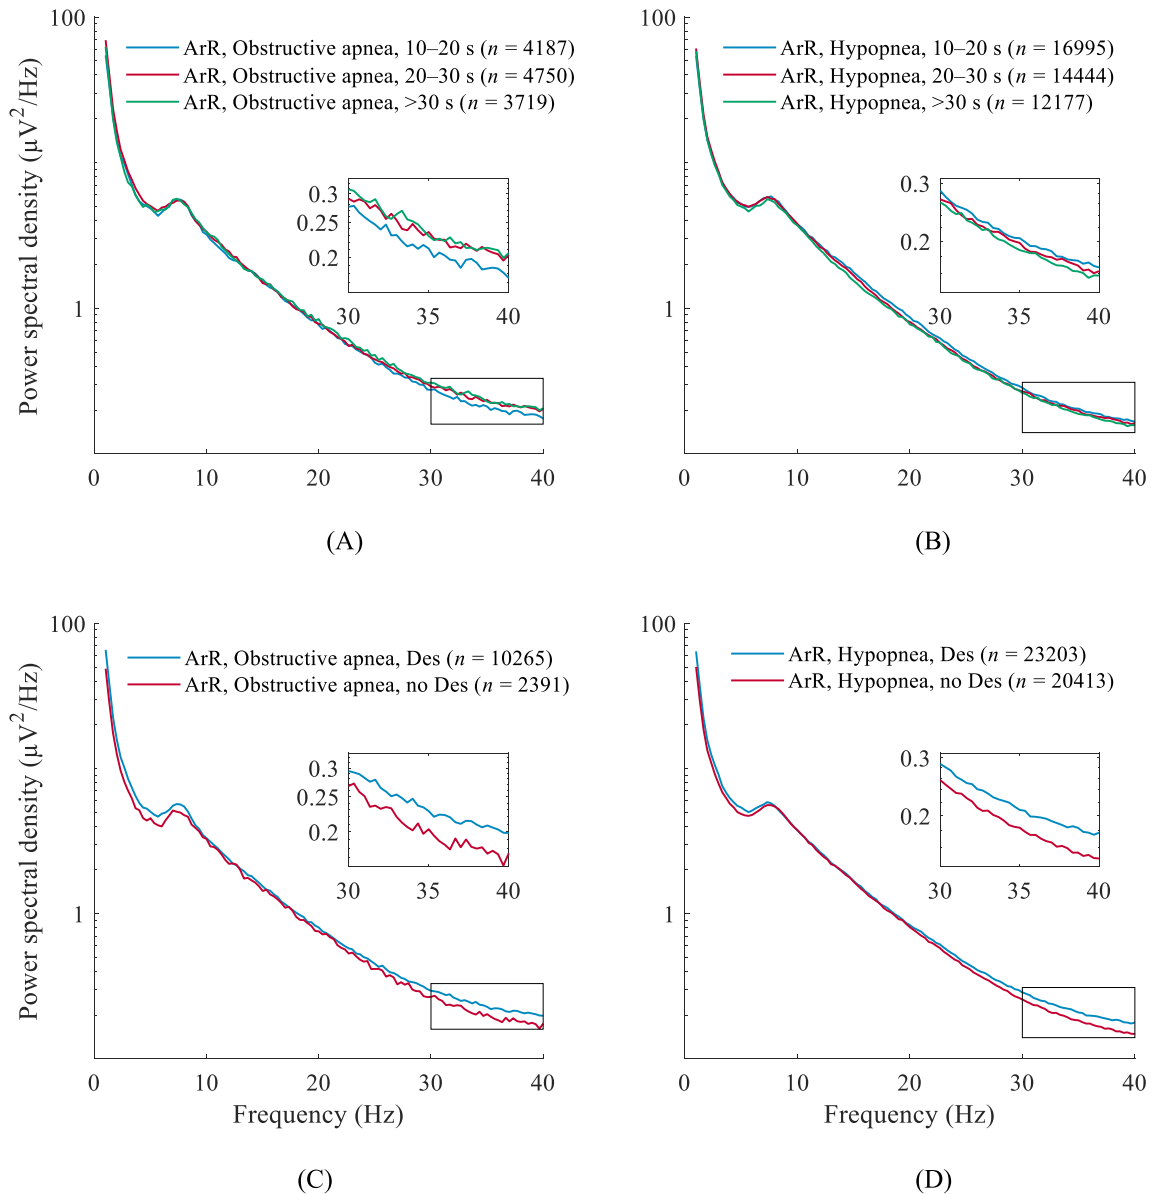 100
1
Power spectral density (μV²/Hz)
ArR, Obstructive apnea, 10–20 s (n = 4187)
ArR, Obstructive apnea, 20–30 s (n = 4750)
ArR, Obstructive apnea, >30 s (n = 3719)
0.3
0.25
0.2
30 35 40
0 10 20 30 40
(A)
100
1
ArR, Hypopnea, 10–20 s (n = 16995)
ArR, Hypopnea, 20–30 s (n = 14444)
ArR, Hypopnea, >30 s (n = 12177)
0.3
0.2
30 35 40
0 10 20 30 40
(B)
100
1
Power spectral density (μV²/Hz)
ArR, Obstructive apnea, Des (n = 10265)
ArR, Obstructive apnea, no Des (n = 2391)
0.3
0.25
0.2
30 35 40
0 10 20 30 40
Frequency (Hz)
(C)
100
1
ArR, Hypopnea, Des (n = 23203)
ArR, Hypopnea, no Des (n = 20413)
0.3
0.2
30 35 40
0 10 20 30 40
Frequency (Hz)
(D)